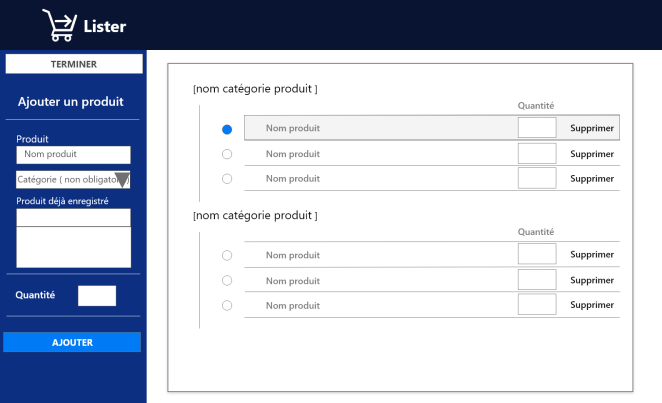 Lister
TERMINER
Ajouter un produit
Produit
Nom produit
Catégorie ( non obligatoire)
Produit déjà enregistré
Quantité
AJOUTER
[nom catégorie produit ]
Quantité
Nom produit Supprimer
Nom produit Supprimer
Nom produit Supprimer
[nom catégorie produit ]
Quantité
Nom produit Supprimer
Nom produit Supprimer
Nom produit Supprimer